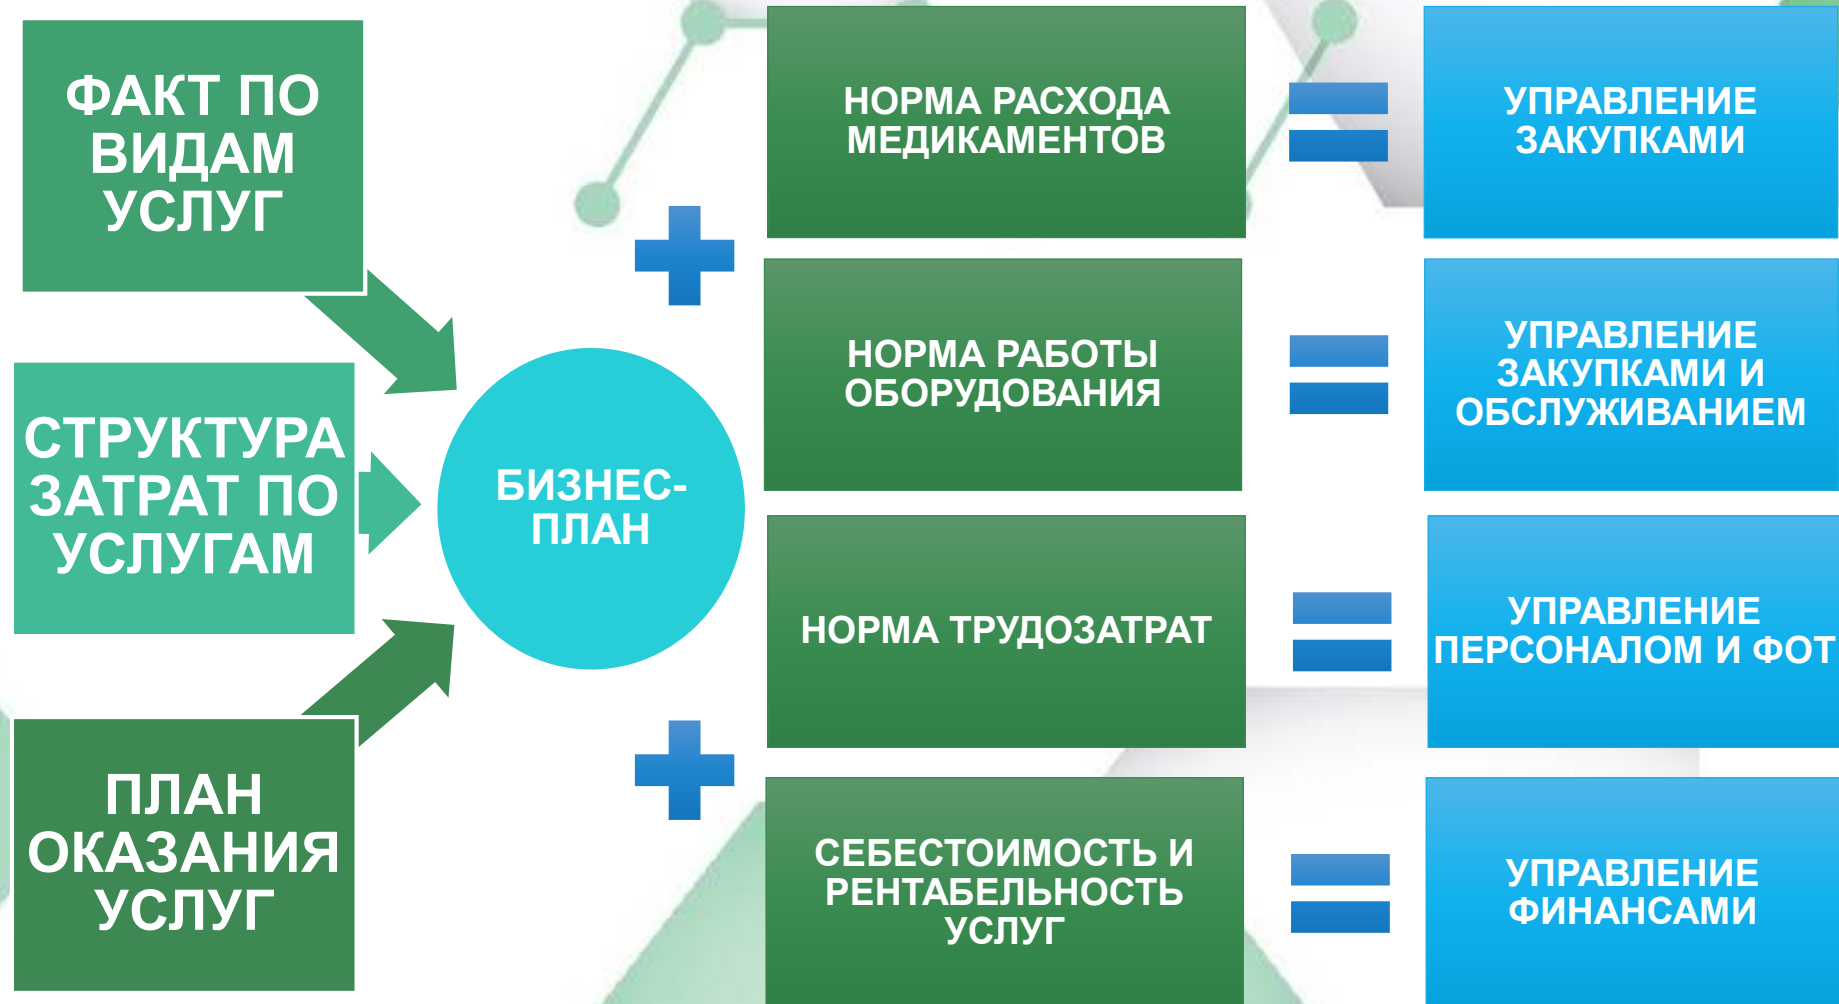 ФАКТ ПО
ВИДАМ
УСЛУГ
СТРУКТУРА
ЗАТРАТ ПО
УСЛУГАМ
ПЛАН
ОКАЗАНИЯ
УСЛУГ
БИЗНЕС-
ПЛАН
НОРМА РАСХОДА
МЕДИКАМЕНТОВ
УПРАВЛЕНИЕ
ЗАКУПКАМИ
НОРМА РАБОТЫ
ОБОРУДОВАНИЯ
УПРАВЛЕНИЕ
ЗАКУПКАМИ И
ОБСЛУЖИВАНИЕМ
НОРМА ТРУДОЗАТРАТ
УПРАВЛЕНИЕ
ПЕРСОНАЛОМ И ФОТ
СЕБЕСТОИМОСТЬ И
РЕНТАБЕЛЬНОСТЬ
УСЛУГ
УПРАВЛЕНИЕ
ФИНАНСАМИ